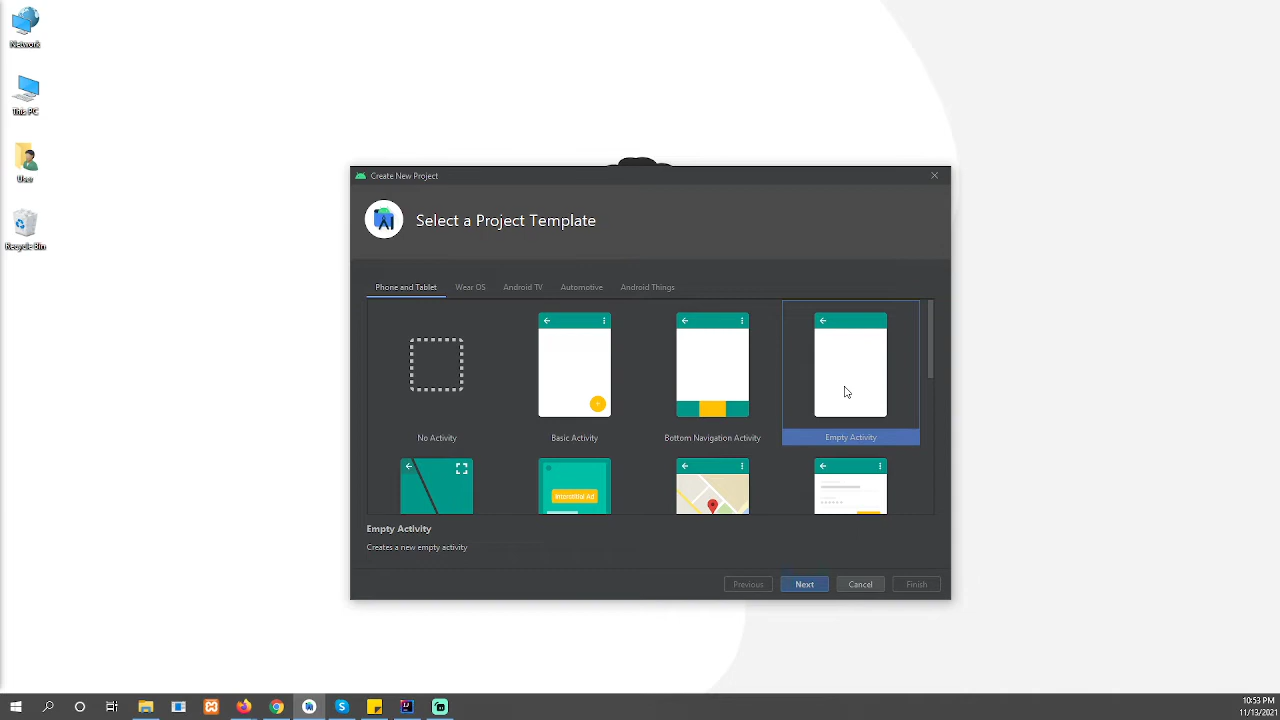 Network
This PC
User
Recycle Bin
Create New Project
Select a Project Template
Phone and Tablet
Wear OS
Android TV
Automotive
Android Things
No Activity
Basic Activity
Bottom Navigation Activity
Empty Activity
Interstitial Ad
Empty Activity
Creates a new empty activity
Previous
Next
Cancel
Finish
10:53 PM
11/13/2021